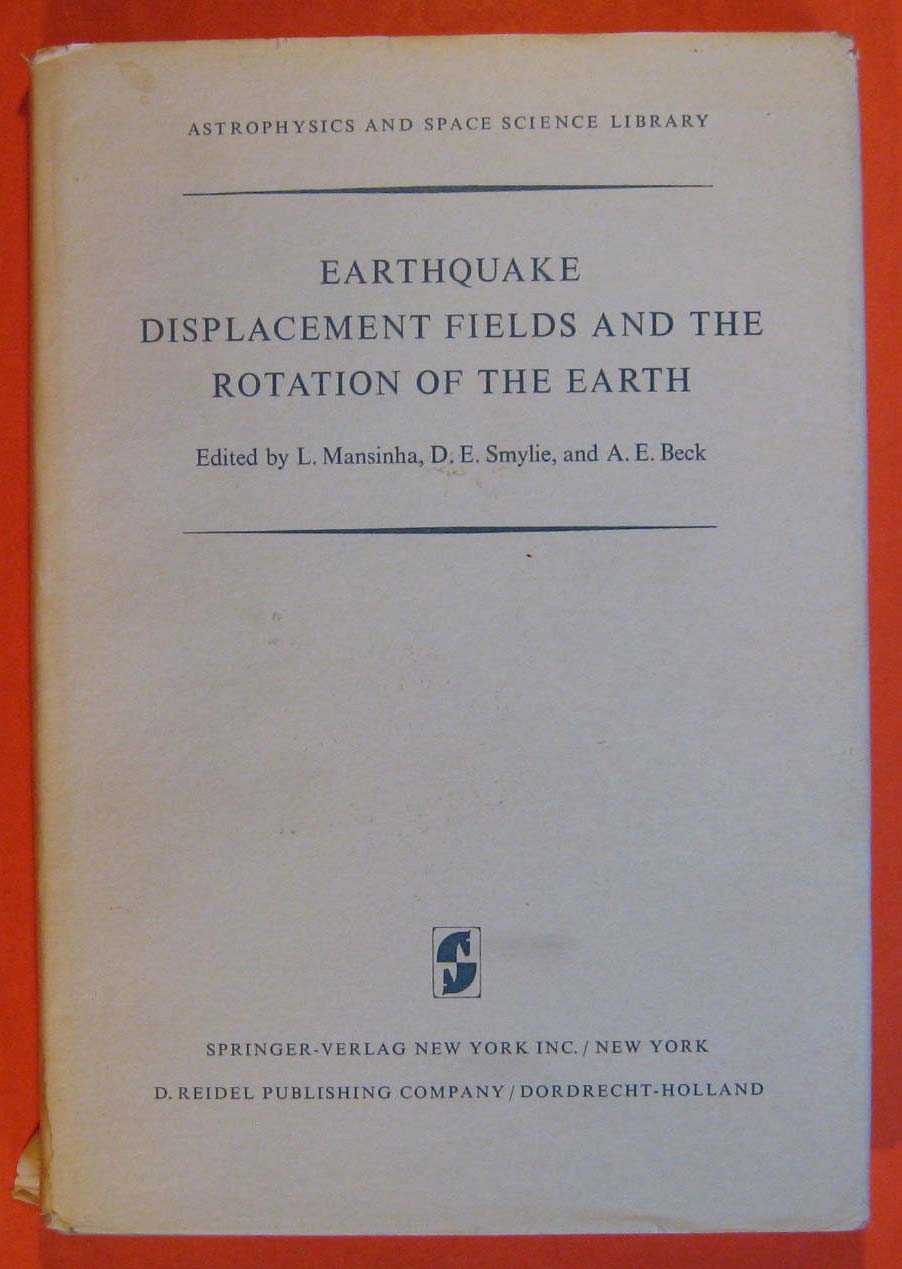 ASTROPHYSICS AND SPACE SCIENCE LIBRARY
EARTHQUAKE
DISPLACEMENT FIELDS AND THE
ROTATION OF THE EARTH
Edited by L. Mansinha, D. E. Smylie, and A. E. Beck
SPRINGER-VERLAG NEW YORK INC. / NEW YORK
D. REIDEL PUBLISHING COMPANY / DORDRECHT-HOLLAND